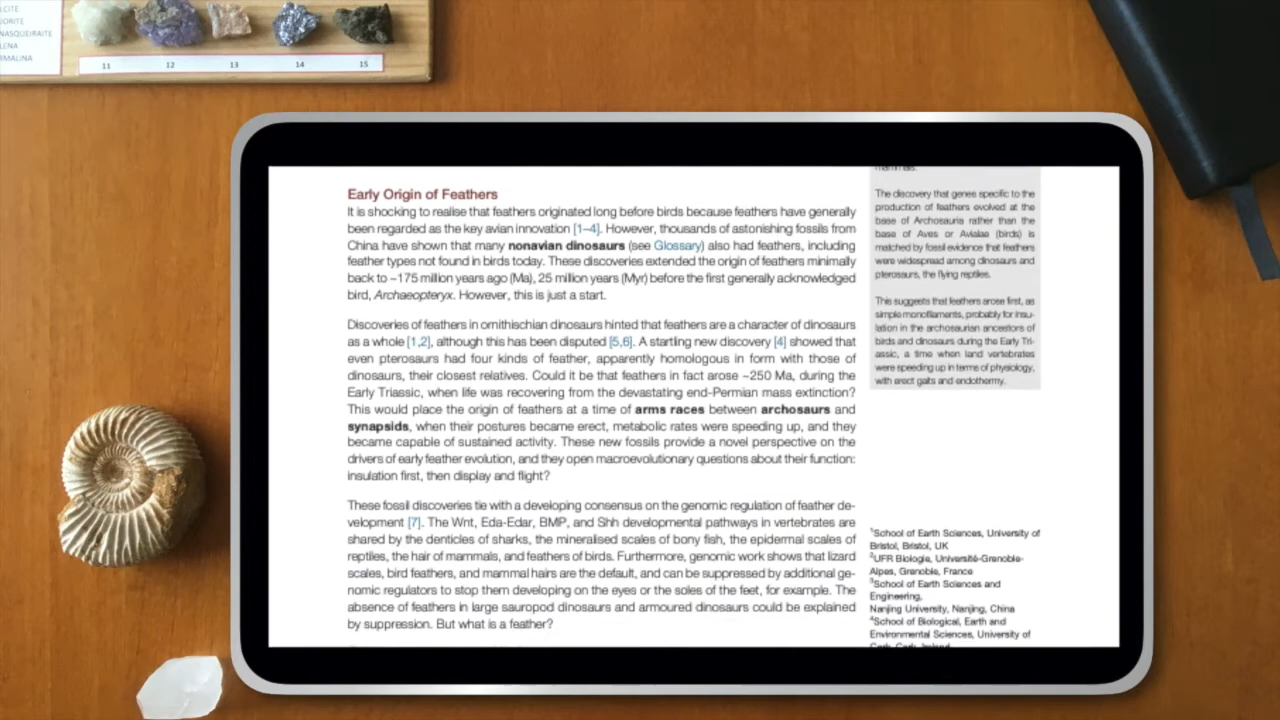 LCITE
JORITE
NASQUEIRAITE
LENA
RMALINA
11 12 13 14 15
Early Origin of Feathers
It is shocking to realise that feathers originated long before birds because feathers have generally
been regarded as the key avian innovation [1–4]. However, thousands of astonishing fossils from
China have shown that many nonavian dinosaurs (see Glossary) also had feathers, including
feather types not found in birds today. These discoveries extended the origin of feathers minimally
back to ~175 million years ago (Ma), 25 million years (Myr) before the first generally acknowledged
bird, Archaeopteryx. However, this is just a start.
Discoveries of feathers in ornithischian dinosaurs hinted that feathers are a character of dinosaurs
as a whole [1,2], although this has been disputed [5,6]. A startling new discovery [4] showed that
even pterosaurs had four kinds of feather, apparently homologous in form with those of
dinosaurs, their closest relatives. Could it be that feathers in fact arose ~250 Ma, during the
Early Triassic, when life was recovering from the devastating end-Permian mass extinction?
This would place the origin of feathers at a time of arms races between archosaurs and
synapsids, when their postures became erect, metabolic rates were speeding up, and they
became capable of sustained activity. These new fossils provide a novel perspective on the
drivers of early feather evolution, and they open macroevolutionary questions about their function:
insulation first, then display and flight?
These fossil discoveries tie with a developing consensus on the genomic regulation of feather de-
velopment [7]. The Wnt, Eda-Edar, BMP, and Shh developmental pathways in vertebrates are
shared by the denticles of sharks, the mineralised scales of bony fish, the epidermal scales of
reptiles, the hair of mammals, and feathers of birds. Furthermore, genomic work shows that lizard
scales, bird feathers, and mammal hairs are the default, and can be suppressed by additional ge-
nomic regulators to stop them developing on the eyes or the soles of the feet, for example. The
absence of feathers in large sauropod dinosaurs and armoured dinosaurs could be explained
by suppression. But what is a feather?
mammals.
The discovery that genes specific to the
production of feathers evolved at the
base of Archosauria rather than the
base of Aves or Avialae (birds) is
matched by fossil evidence that feathers
were widespread among dinosaurs and
pterosaurs, the flying reptiles.
This suggests that feathers arose first, as
simple monofilaments, probably for insu-
lation in the archosaurian ancestors of
birds and dinosaurs during the Early Tri-
assic, a time when land vertebrates
were speeding up in terms of physiology,
with erect gaits and endothermy.
1School of Earth Sciences, University of
Bristol, Bristol, UK
2UFR Biologie, Université-Grenoble-
Alpes, Grenoble, France
3School of Earth Sciences and
Engineering,
Nanjing University, Nanjing, China
4School of Biological, Earth and
Environmental Sciences, University of
Cork, Cork, Ireland